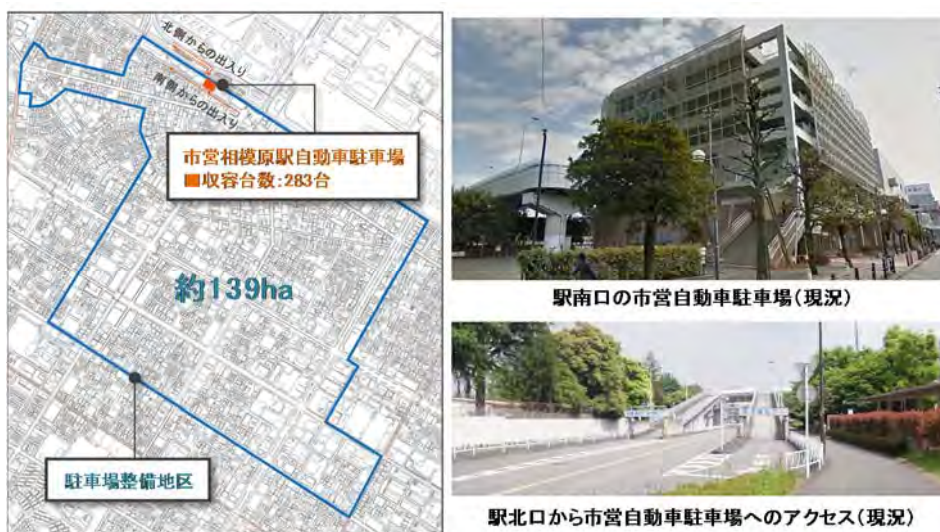 北側からの出入り
南側からの出入り
市営相模原駅自動車駐車場
■収容台数:283台
約139ha
駐車場整備地区
駅南口の市営自動車駐車場(現況)
駅北口から市営自動車駐車場へのアクセス(現況)